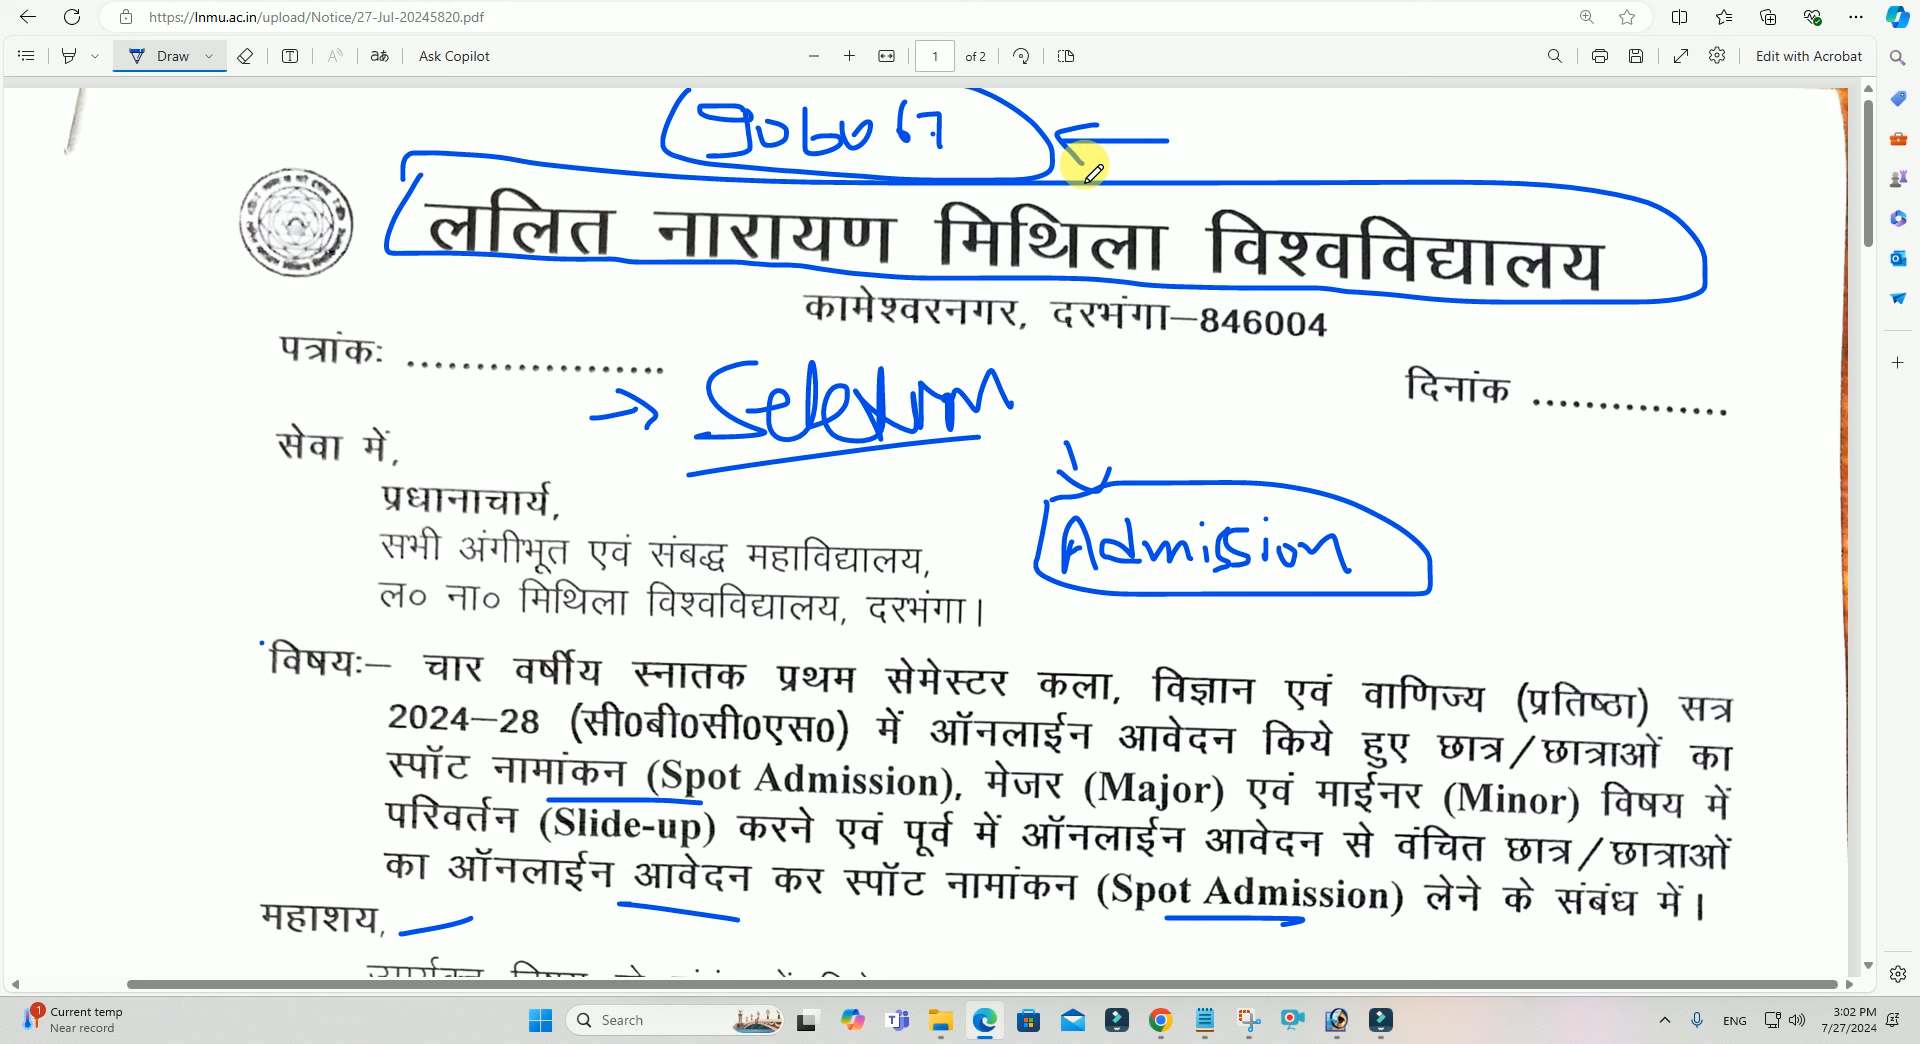 https://lnmu.ac.in/upload/Notice/27-Jul-20245820.pdf
Draw
Ask Copilot
1 of 2
Edit with Acrobat
ललित नारायण मिथिला विश्वविद्यालय
कामेश्वरनगर, दरभंगा–846004
पत्रांक: ...................
दिनांक ...............
Selection
सेवा में,
प्रधानाचार्य,
सभी अंगीभूत एवं संबद्ध महाविद्यालय,
Admission
ल० ना० मिथिला विश्वविद्यालय, दरभंगा।
विषयः– चार वर्षीय स्नातक प्रथम सेमेस्टर कला, विज्ञान एवं वाणिज्य (प्रतिष्ठा) सत्र
2024–28 (सी0बी0सी0एस0) में ऑनलाईन आवेदन किये हुए छात्र/छात्राओं का
स्पॉट नामांकन (Spot Admission), मेजर (Major) एवं माईनर (Minor) विषय में
परिवर्तन (Slide-up) करने एवं पूर्व में ऑनलाईन आवेदन से वंचित छात्र/छात्राओं
का ऑनलाईन आवेदन कर स्पॉट नामांकन (Spot Admission) लेने के संबंध में।
महाशय,
1
Current temp
Near record
Search
ENG
3:02 PM
7/27/2024